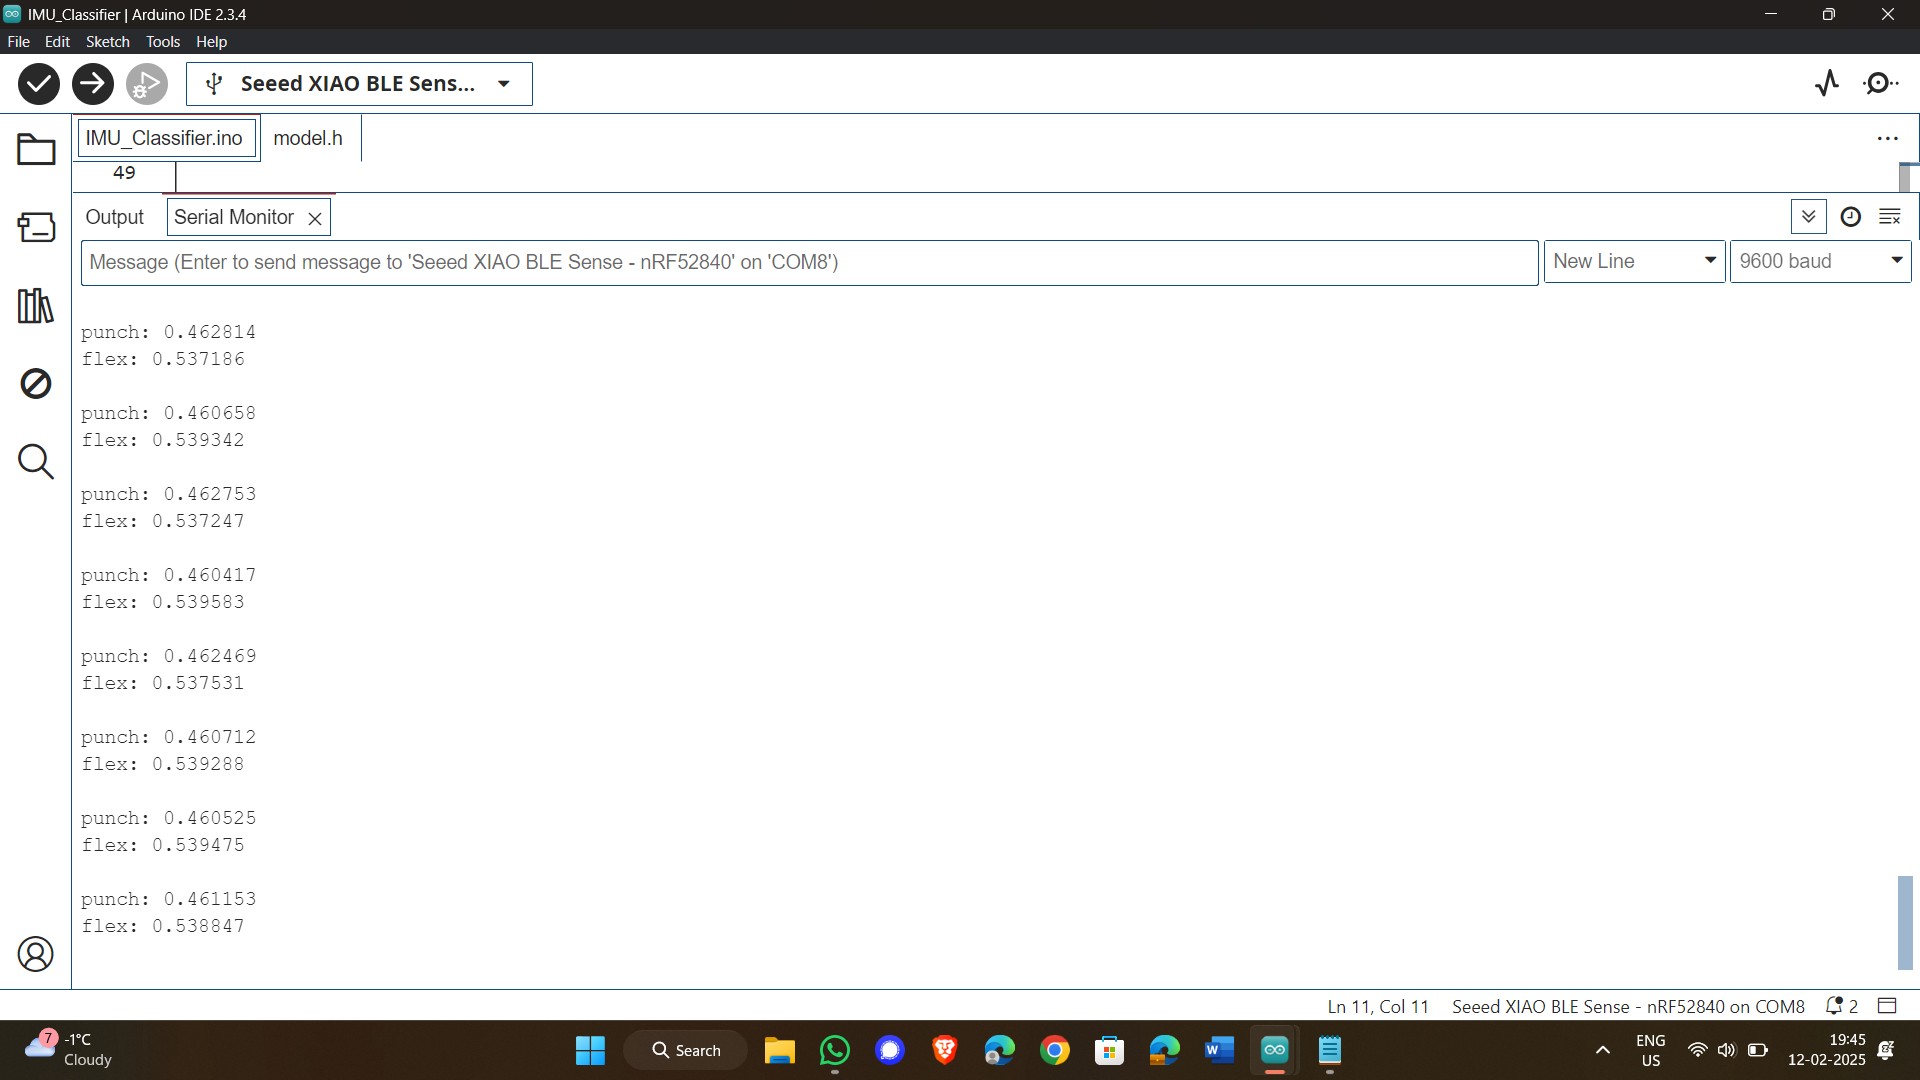 IMU_Classifier | Arduino IDE 2.3.4
File Edit Sketch Tools Help
Seeed XIAO BLE Sens...
IMU_Classifier.ino model.h
49
Output Serial Monitor
Message (Enter to send message to 'Seeed XIAO BLE Sense - nRF52840' on 'COM8')
New Line
9600 baud
punch: 0.462814
flex: 0.537186
punch: 0.460658
flex: 0.539342
punch: 0.462753
flex: 0.537247
punch: 0.460417
flex: 0.539583
punch: 0.462469
flex: 0.537531
punch: 0.460712
flex: 0.539288
punch: 0.460525
flex: 0.539475
punch: 0.461153
flex: 0.538847
Ln 11, Col 11 Seeed XIAO BLE Sense - nRF52840 on COM8 2
7
-1°C
Cloudy
Search
ENG
US
19:45
12-02-2025